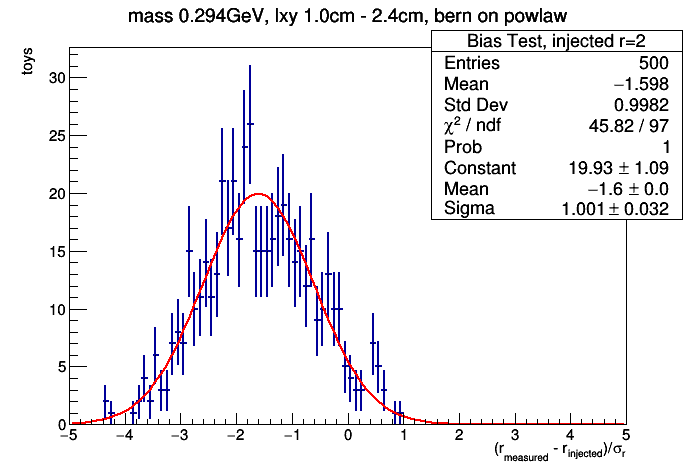 mass 0.294GeV, lxy 1.0cm - 2.4cm, bern on powlaw
toys
Bias Test, injected r=2
Entries 500
Mean −1.598
Std Dev 0.9982
χ² / ndf 45.82 / 97
Prob 1
Constant 19.93 ± 1.09
Mean −1.6 ± 0.0
Sigma 1.001 ± 0.032
30
25
20
15
10
5
0
−5 −4 −3 −2 −1 0 1 2 3 4 5
(r_measured - r_injected)/σ_r